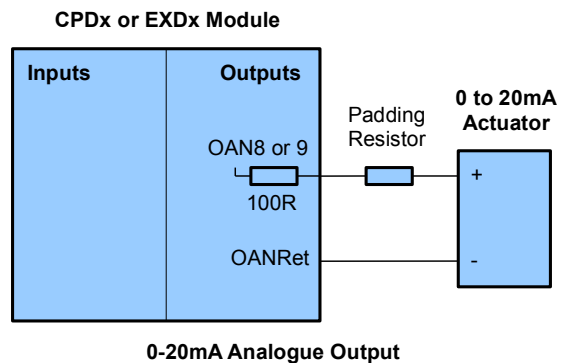 CPDx or EXDx Module
Inputs
Outputs
0 to 20mA
Actuator
Padding
Resistor
OAN8 or 9
100R
+
OANRet
-
0-20mA Analogue Output